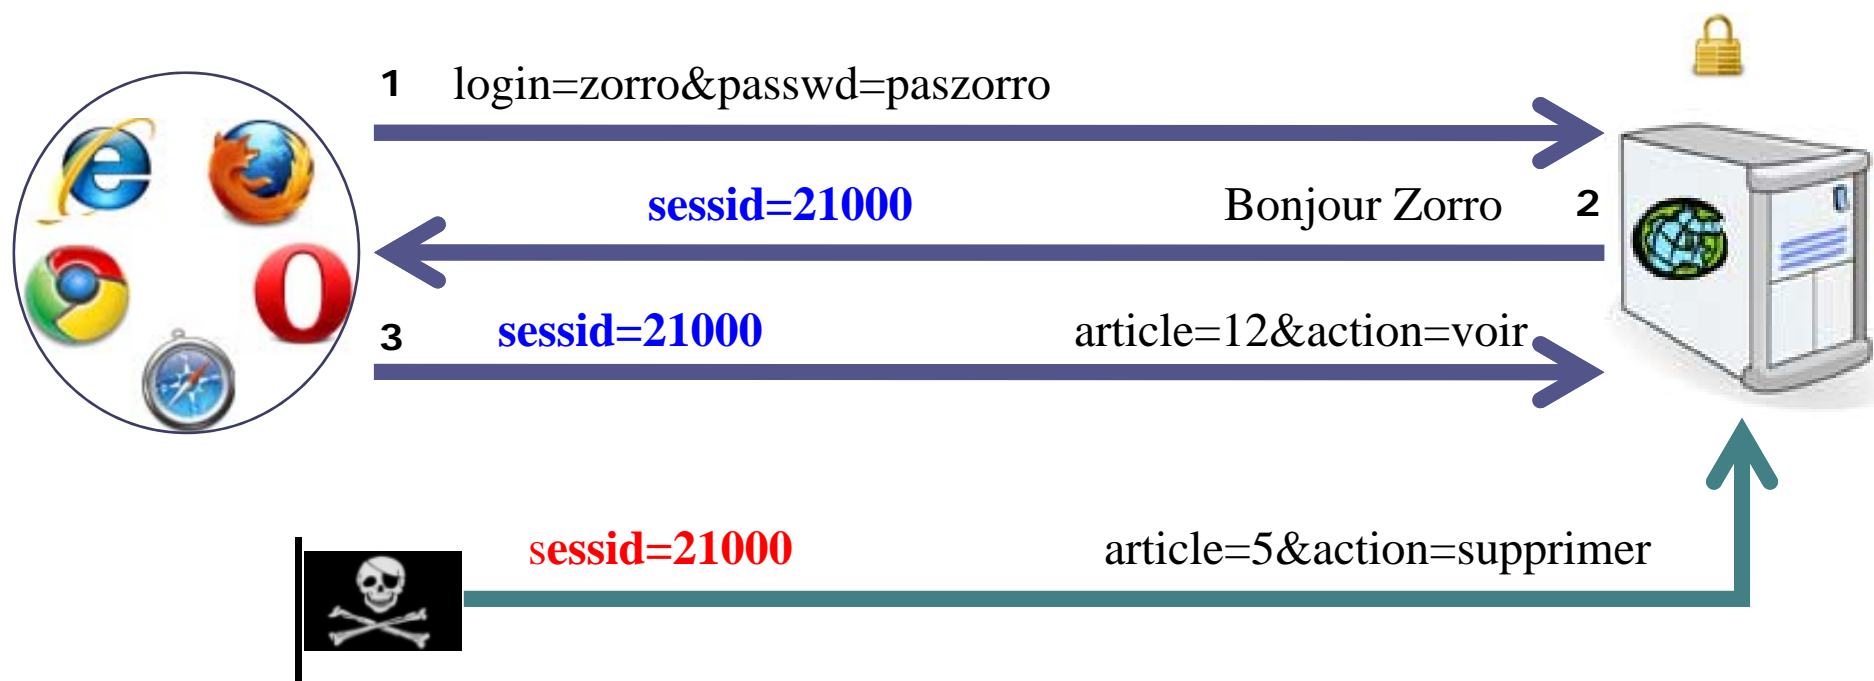 1 login=zorro&passwd=paszorro
sessid=21000 Bonjour Zorro 2
3 sessid=21000 article=12&action=voir
sessid=21000 article=5&action=supprimer